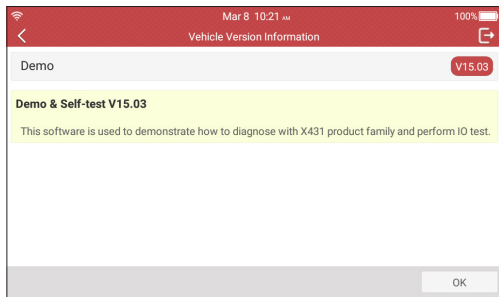 Mar 8 10:21 AM
100%
Vehicle Version Information
Demo
V15.03
Demo & Self-test V15.03
This software is used to demonstrate how to diagnose with X431 product family and perform IO test.
OK